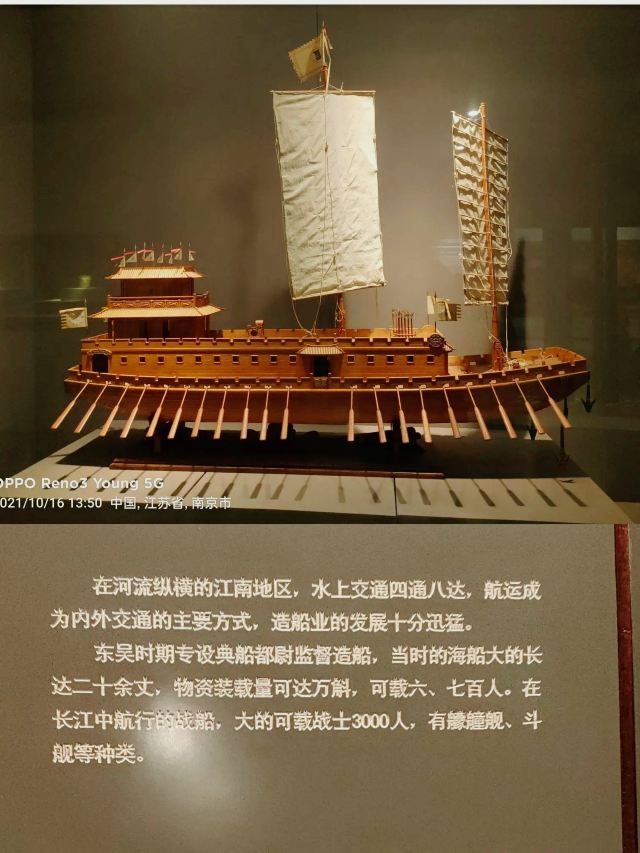 OPPO Reno3 Young 5G
2021/10/16 13:50 中国, 江苏省, 南京市
在河流纵横的江南地区，水上交通四通八达，航运成
为内外交通的主要方式，造船业的发展十分迅猛。
东吴时期专设典船都尉监督造船，当时的海船大的长
达二十余丈，物资装载量可达万斛，可载六、七百人。在
长江中航行的战船，大的可载战士3000人，有艨艟舰、斗
舰等种类。